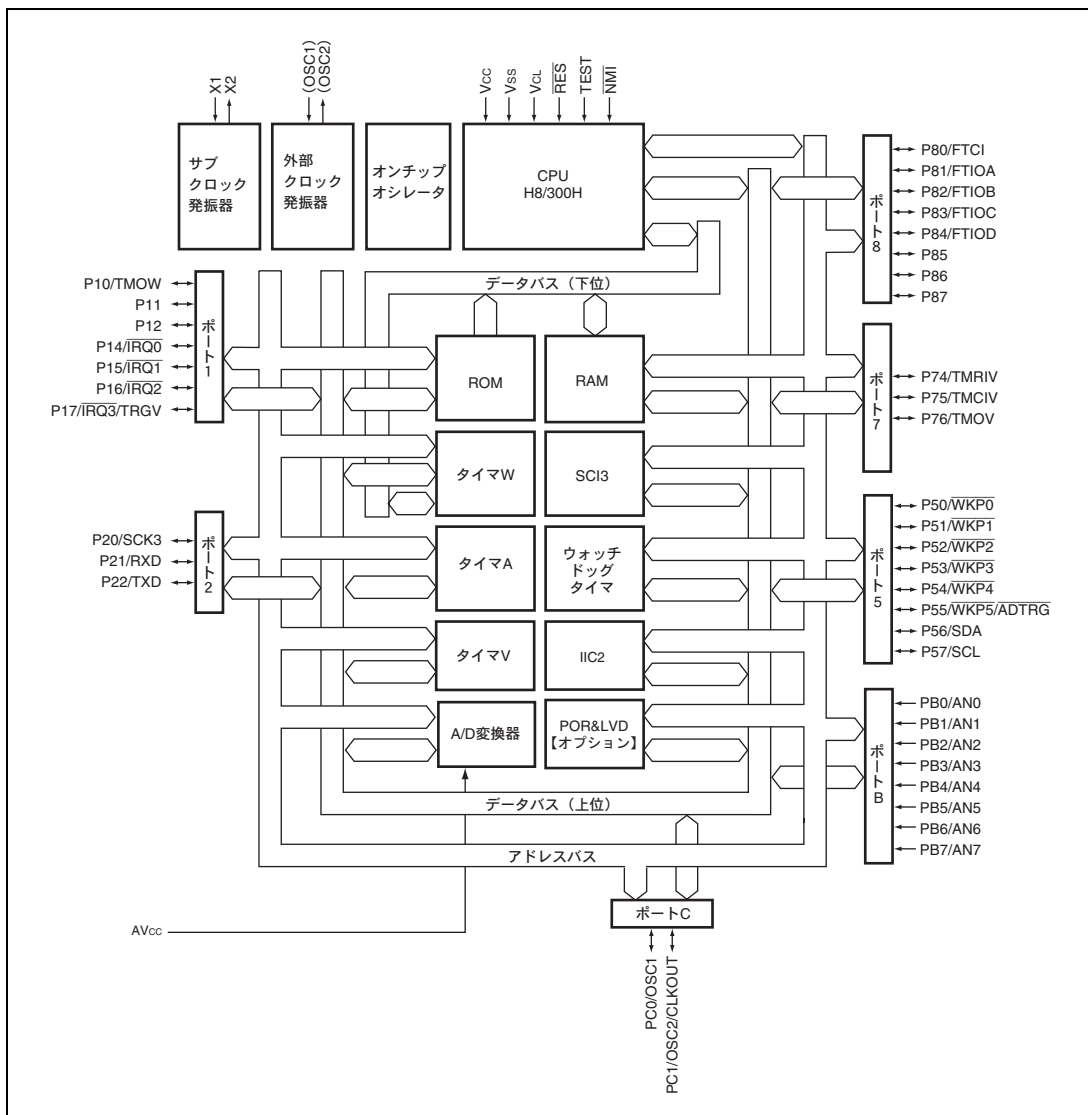 X1
X2
(OSC1)
(OSC2)
VCC
VSS
VCL
RES
TEST
NMI
サブ
クロック
発振器
外部
クロック
発振器
オンチップ
オシレータ
CPU
H8/300H
P80/FTCI
P81/FTIOA
P82/FTIOB
P83/FTIOC
P84/FTIOD
P85
P86
P87
ポート8
データバス（下位）
P10/TMOW
P11
P12
P14/IRQ0
P15/IRQ1
P16/IRQ2
P17/IRQ3/TRGV
ポート1
ROM
RAM
ポート7
P74/TMRIV
P75/TMCIV
P76/TMOV
タイマW
SCI3
P20/SCK3
P21/RXD
P22/TXD
ポート2
タイマA
ウォッチ
ドッグ
タイマ
ポート5
P50/WKP0
P51/WKP1
P52/WKP2
P53/WKP3
P54/WKP4
P55/WKP5/ADTRG
P56/SDA
P57/SCL
タイマV
IIC2
A/D変換器
POR&LVD
【オプション】
ポートB
PB0/AN0
PB1/AN1
PB2/AN2
PB3/AN3
PB4/AN4
PB5/AN5
PB6/AN6
PB7/AN7
データバス（上位）
アドレスバス
ポートC
AVCC
PC0/OSC1
PC1/OSC2/CLKOUT